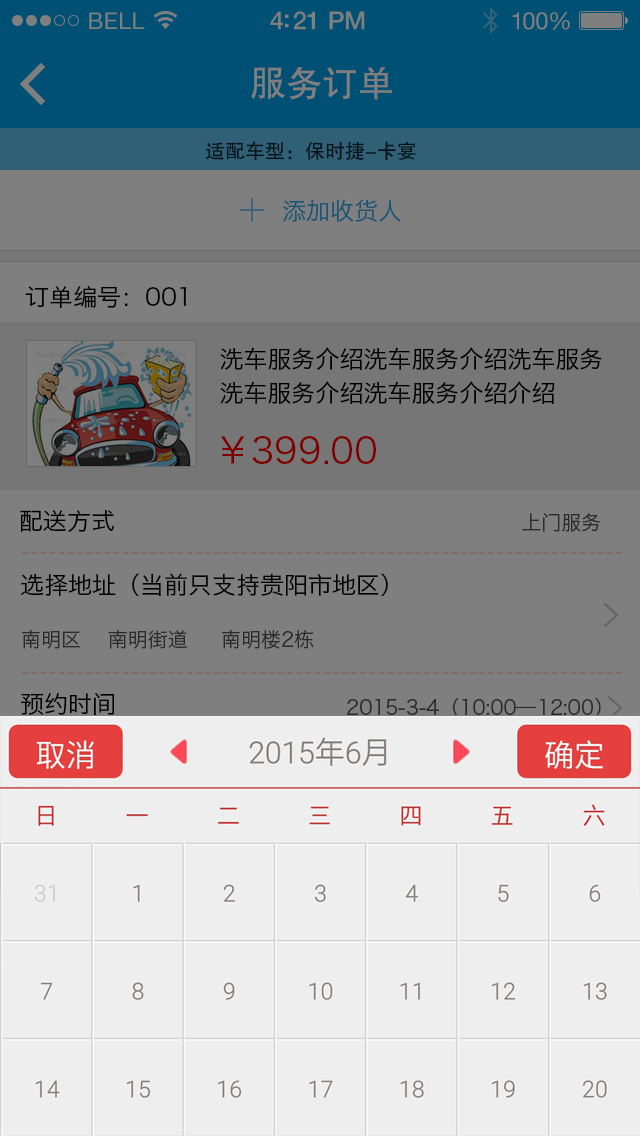 BELL 4:21 PM 100%
服务订单
适配车型：保时捷-卡宴
+ 添加收货人
订单编号：001
洗车服务介绍洗车服务介绍洗车服务
洗车服务介绍洗车服务介绍介绍
￥399.00
配送方式 上门服务
选择地址（当前只支持贵阳市地区）
南明区 南明街道 南明楼2栋
预约时间 2015-3-4（10:00—12:00）
取消 2015年6月 确定
日 一 二 三 四 五 六
31 1 2 3 4 5 6
7 8 9 10 11 12 13
14 15 16 17 18 19 20